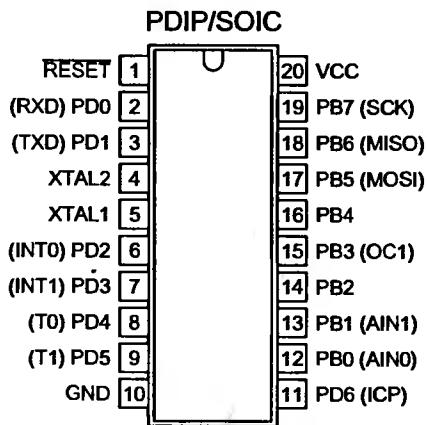 PDIP/SOIC
RESET 1 20 VCC
(RXD) PD0 2 19 PB7 (SCK)
(TXD) PD1 3 18 PB6 (MISO)
XTAL2 4 17 PB5 (MOSI)
XTAL1 5 16 PB4
(INT0) PD2 6 15 PB3 (OC1)
(INT1) PD3 7 14 PB2
(T0) PD4 8 13 PB1 (AIN1)
(T1) PD5 9 12 PB0 (AIN0)
GND 10 11 PD6 (ICP)